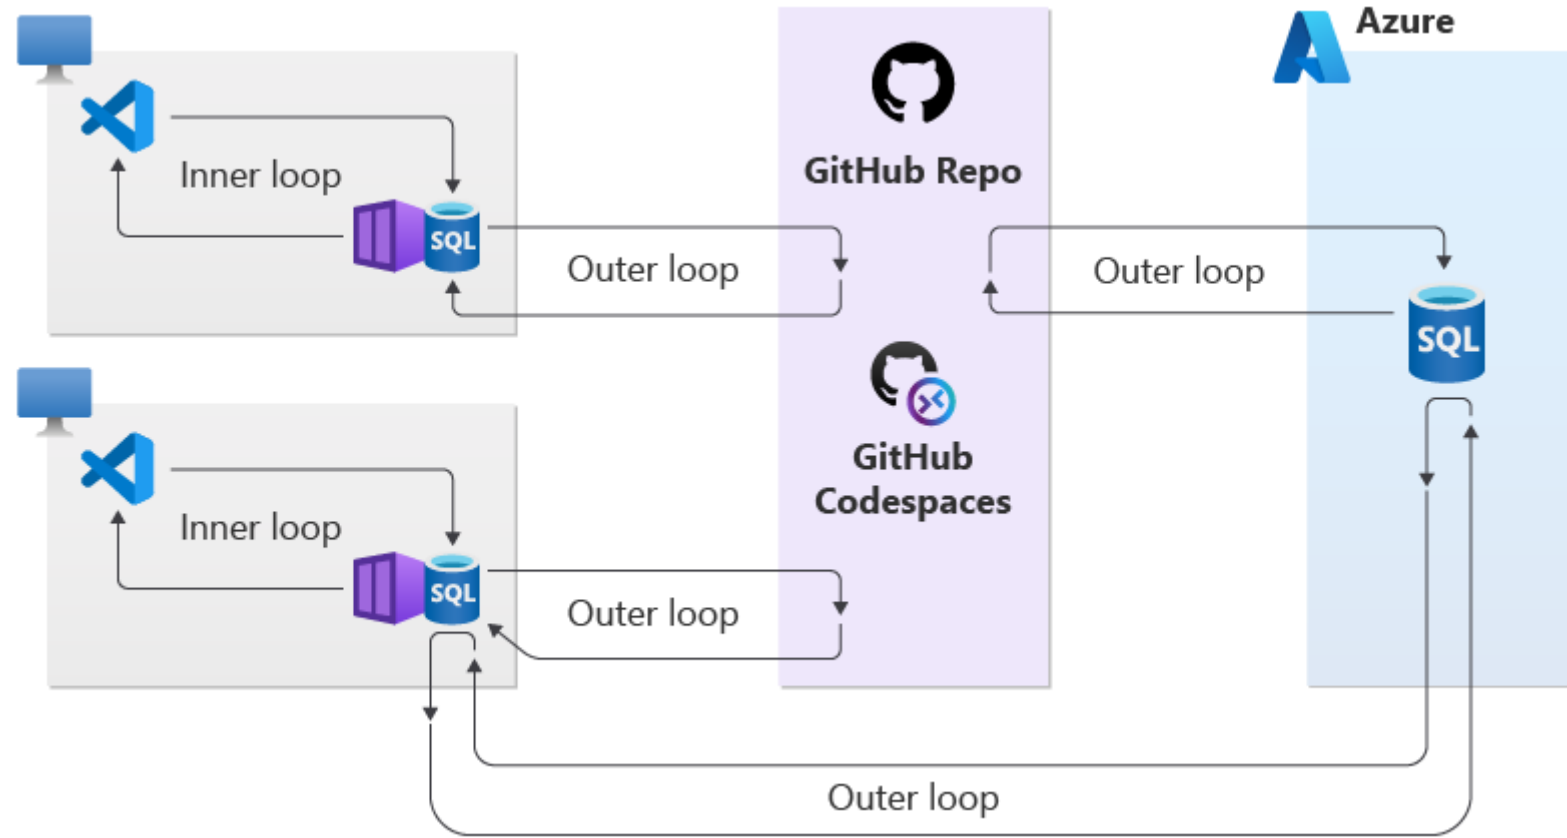 Azure
Inner loop
SQL
GitHub Repo
Outer loop
Outer loop
SQL
GitHub
Codespaces
Inner loop
SQL
Outer loop
Outer loop